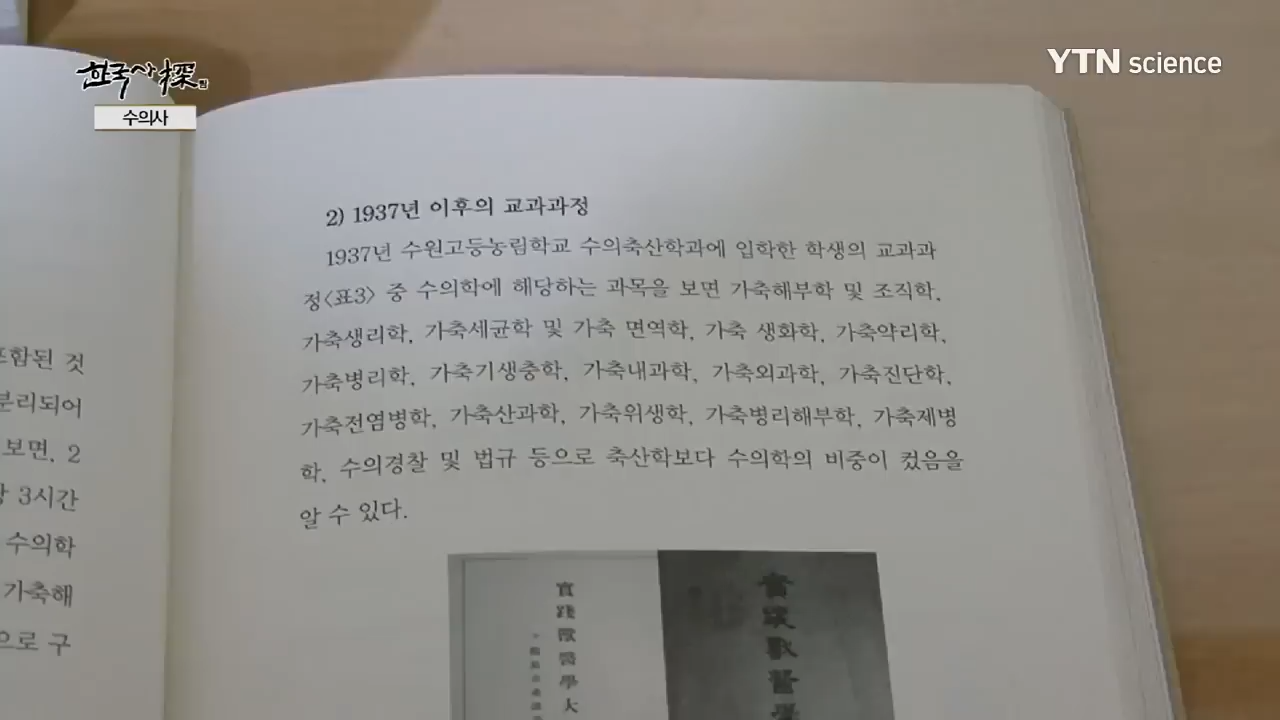 한국사探
수의사
YTN science
포함된 것
분리되어
보면, 2
3시간
수의학
가축해
으로 구
2) 1937년 이후의 교과과정
1937년 수원고등농림학교 수의축산학과에 입학한 학생의 교과과
정〈표3〉 중 수의학에 해당하는 과목을 보면 가축해부학 및 조직학,
가축생리학, 가축세균학 및 가축 면역학, 가축 생화학, 가축약리학,
가축병리학, 가축기생충학, 가축내과학, 가축외과학, 가축진단학,
가축전염병학, 가축산과학, 가축위생학, 가축병리해부학, 가축제병
학, 수의경찰 및 법규 등으로 축산학보다 수의학의 비중이 컸음을
알 수 있다.
實踐獸醫學大
實踐獸醫學